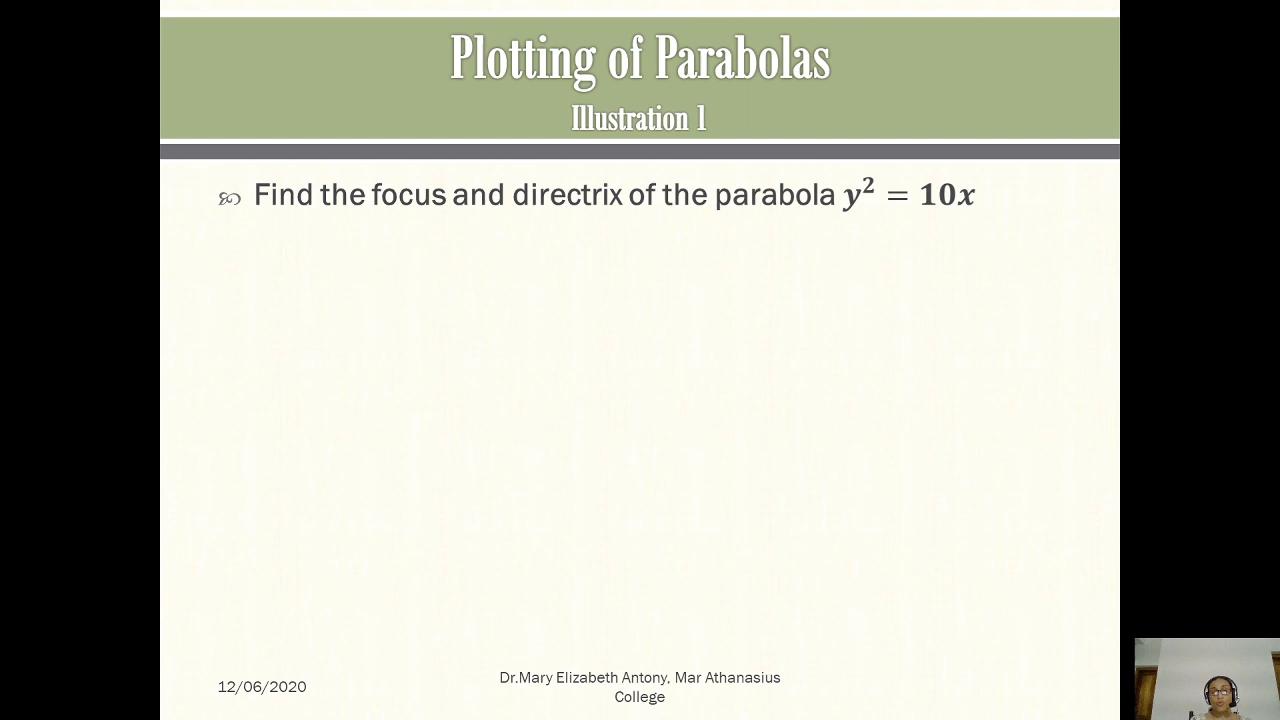 Plotting of Parabolas
Illustration 1
Find the focus and directrix of the parabola y² = 10x
12/06/2020
Dr.Mary Elizabeth Antony, Mar Athanasius
College